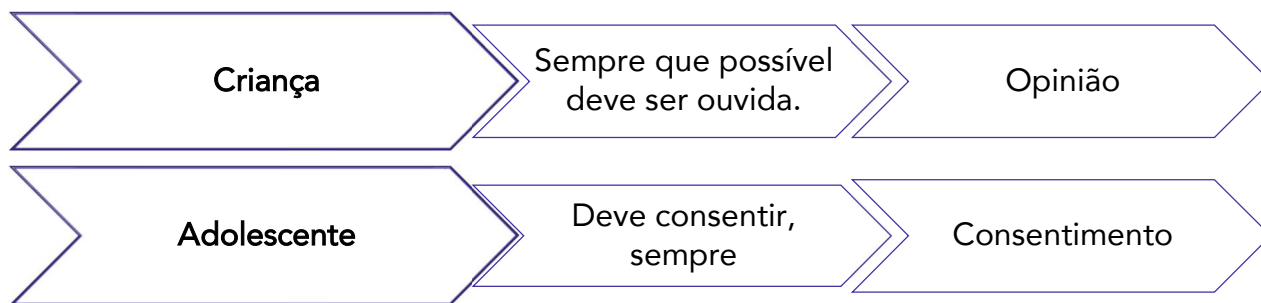 Criança
Sempre que possível
deve ser ouvida.
Opinião
Adolescente
Deve consentir,
sempre
Consentimento